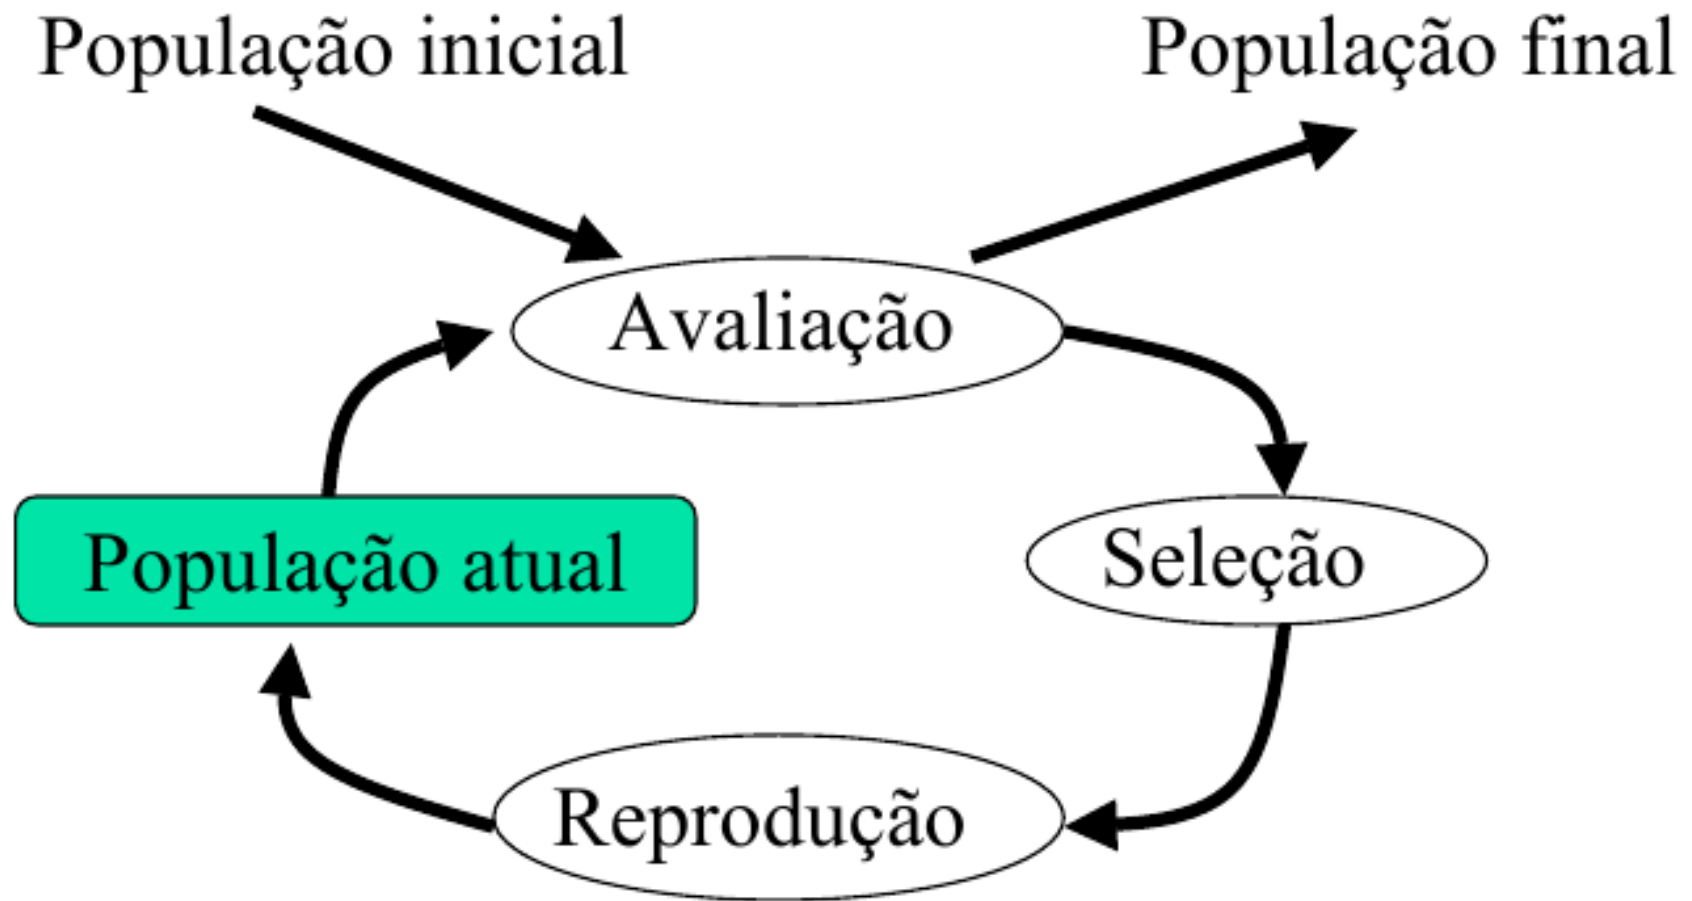 População inicial
População final
Avaliação
População atual
Seleção
Reprodução